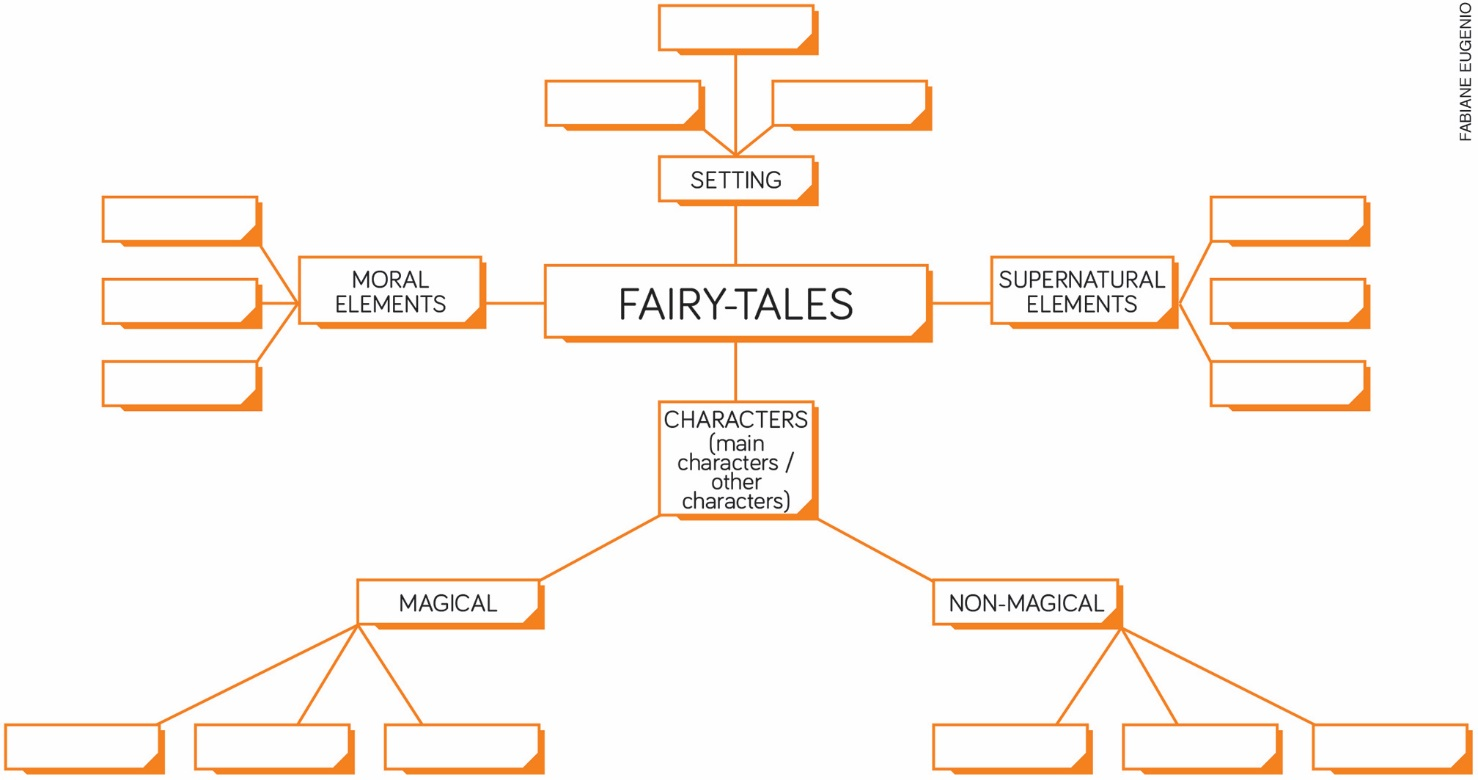 FABIANE EUGENIO
SETTING
MORAL
ELEMENTS
FAIRY-TALES
SUPERNATURAL
ELEMENTS
CHARACTERS
(main
characters /
other
characters)
MAGICAL
NON-MAGICAL